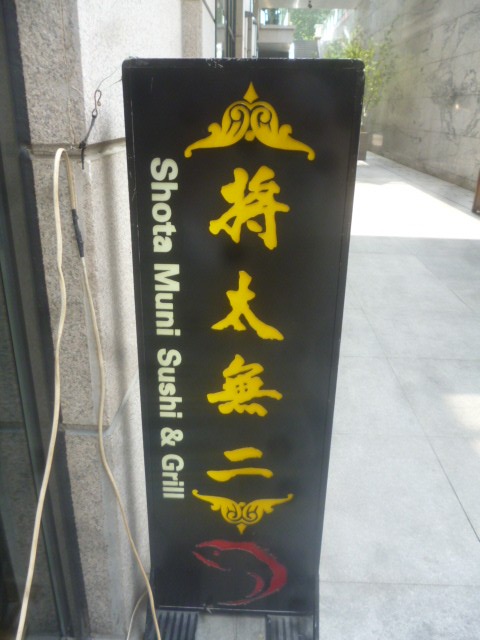 将太無二
Shota Muni Sushi & Grill